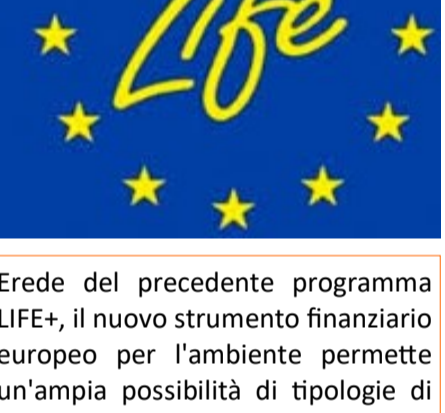 Life
Erede del precedente programma
LIFE+, il nuovo strumento finanziario
europeo per l'ambiente permette
un'ampia possibilità di tipologie di